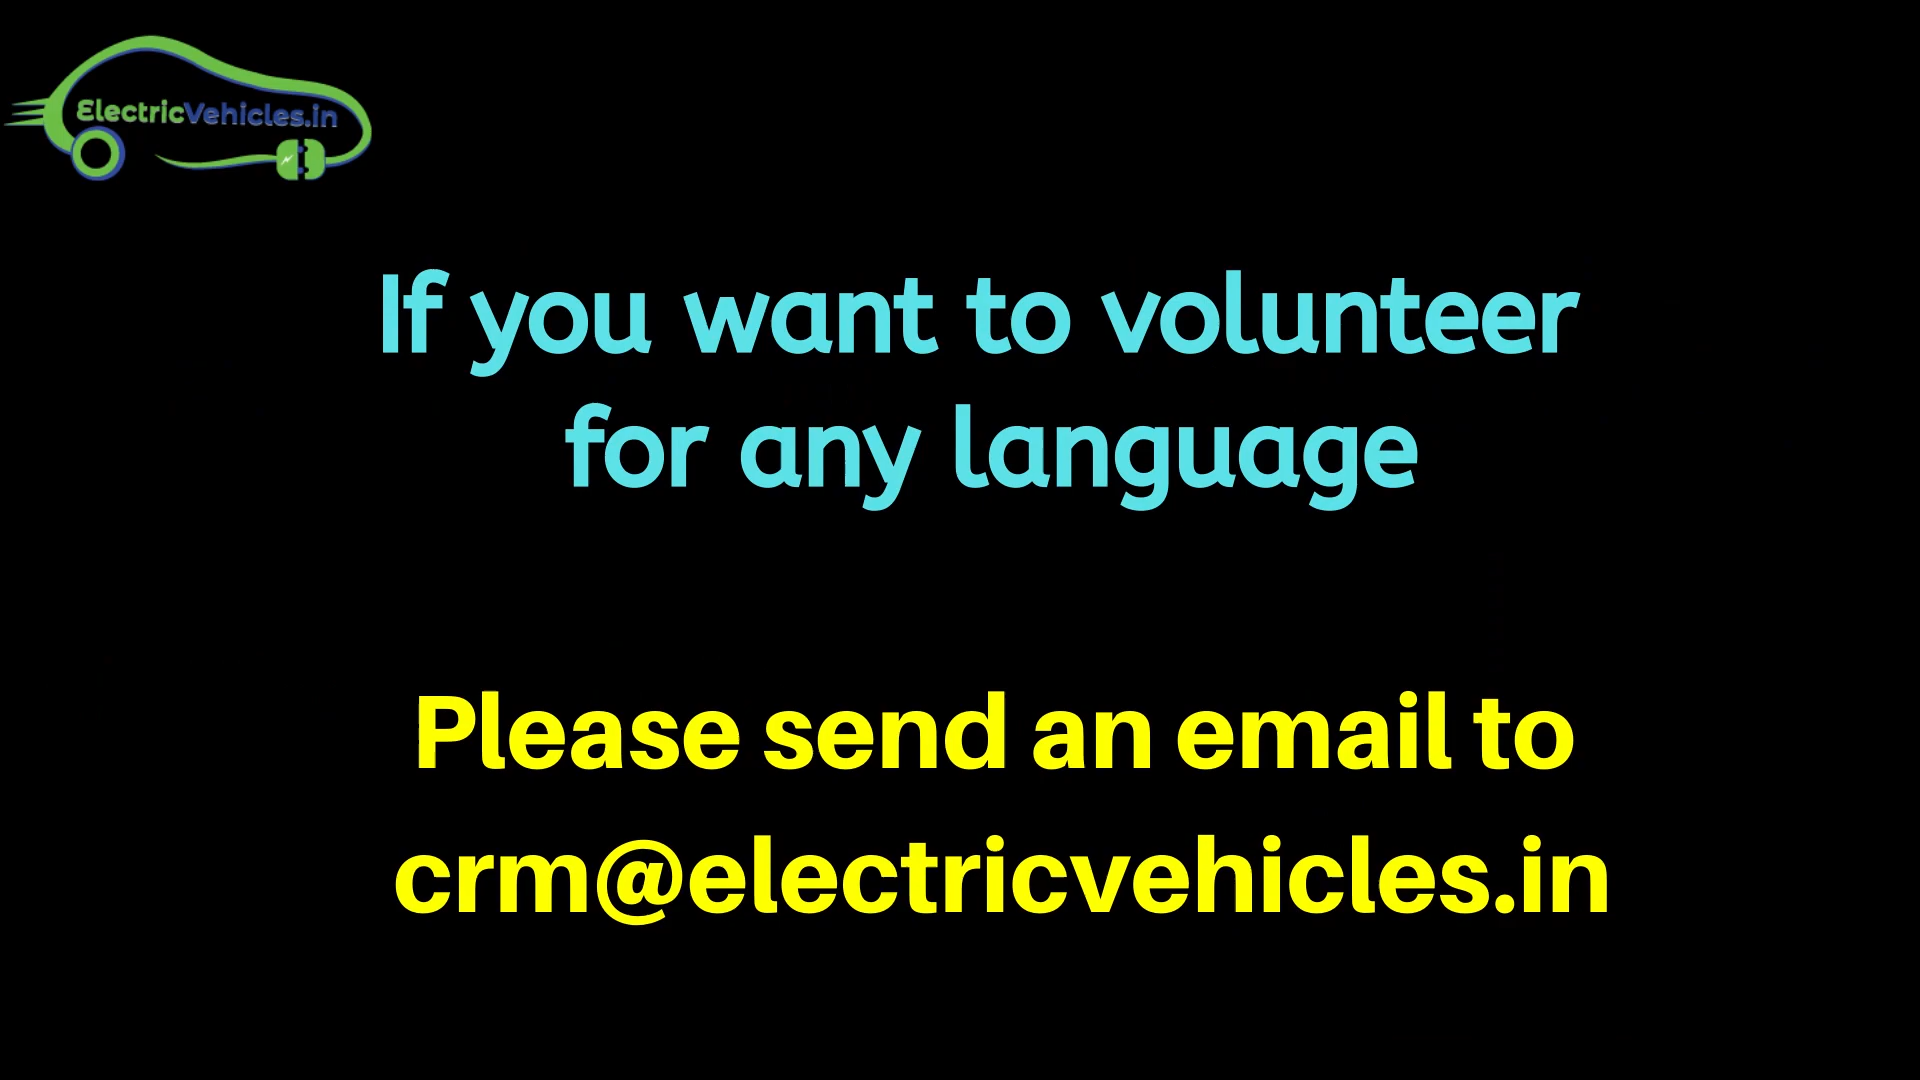 ElectricVehicles.in
If you want to volunteer
for any language
Please send an email to
crm@electricvehicles.in